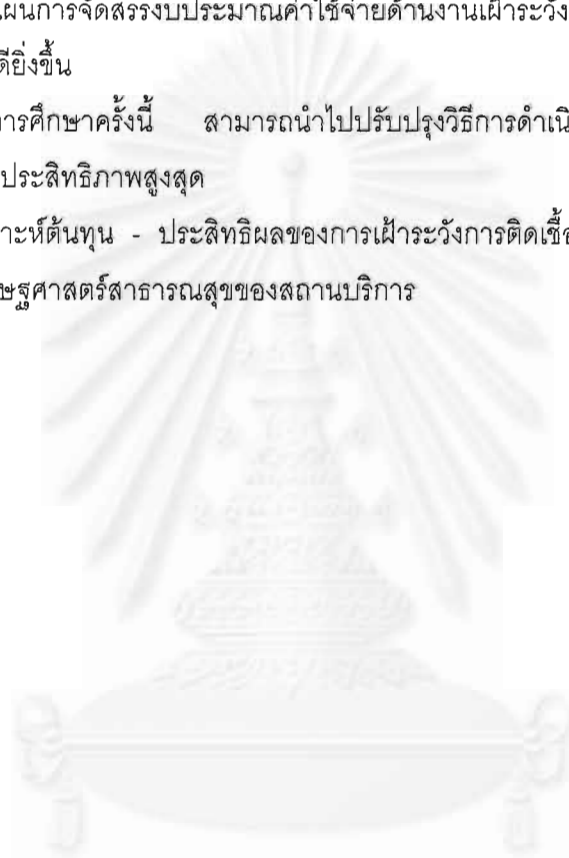 แผนการจัดสรรงบประมาณค่าใช้จ่ายด้านงานเฝ้าระวัง
ดียิ่งขึ้น
การศึกษาครั้งนี้ สามารถนำไปปรับปรุงวิธีการดำเนิ
ประสิทธิภาพสูงสุด
าะห์ต้นทุน - ประสิทธิผลของการเฝ้าระวังการติดเชื้อ
ษฐศาสตร์สาธารณสุขของสถานบริการ